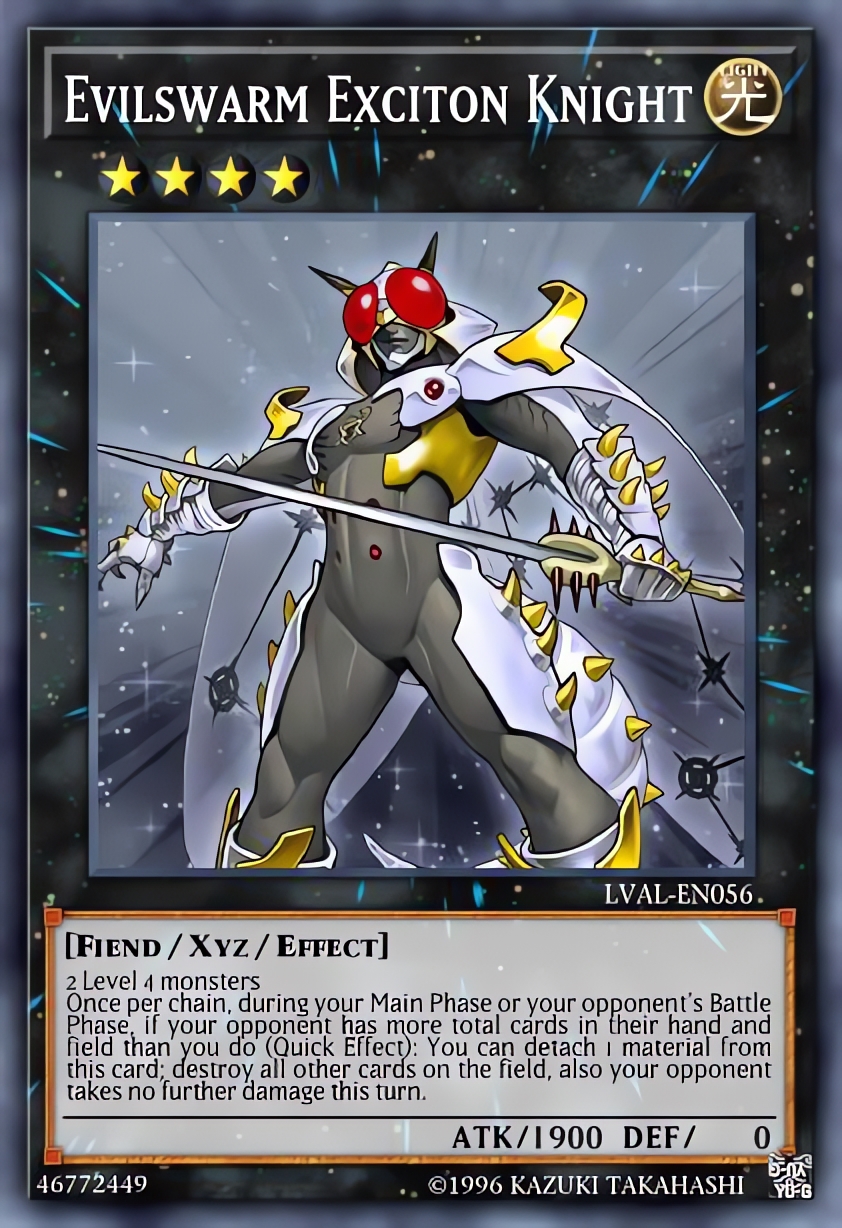 EVILSWARM EXCITON KNIGHT
LIGHT
光
LVAL-EN056
[FIEND / XYZ / EFFECT]
2 Level 4 monsters
Once per chain, during your Main Phase or your opponent's Battle
Phase, if your opponent has more total cards in their hand and
field than you do (Quick Effect): You can detach 1 material from
this card; destroy all other cards on the field, also your opponent
takes no further damage this turn.
ATK/1900 DEF/ 0
46772449
©1996 KAZUKI TAKAHASHI